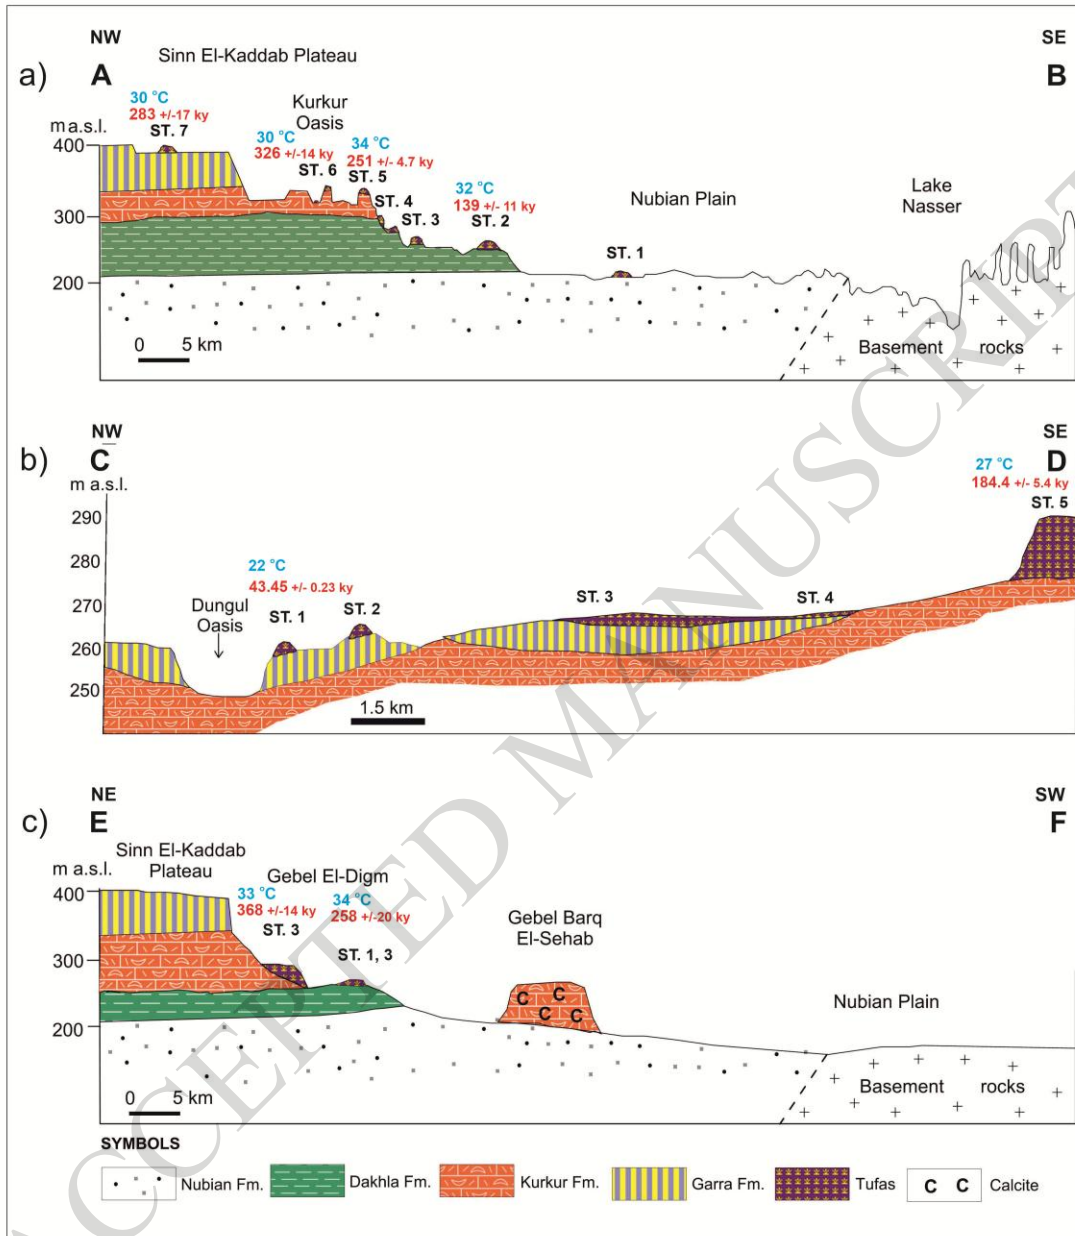 NW
SE
Sinn El-Kaddab Plateau
a)
A
B
30 °C
283 +/-17 ky
ST. 7
Kurkur
Oasis
30 °C
326 +/-14 ky
ST. 6
34 °C
251 +/- 4.7 ky
ST. 5
ST. 4
ST. 3
32 °C
139 +/- 11 ky
ST. 2
ST. 1
Nubian Plain
Lake
Nasser
m a.s.l.
400
300
200
0 5 km
Basement rocks
NW
SE
b)
C
D
m a.s.l.
290
280
270
260
250
22 °C
43.45 +/- 0.23 ky
Dungul
Oasis
ST. 1
ST. 2
ST. 3
ST. 4
27 °C
184.4 +/- 5.4 ky
ST. 5
1.5 km
NE
SW
c)
E
F
Sinn El-Kaddab
Plateau
m a.s.l.
400
300
200
Gebel El-Digm
33 °C
368 +/-14 ky
ST. 3
34 °C
258 +/-20 ky
ST. 1, 3
Gebel Barq
El-Sehab
C C
C C
Nubian Plain
0 5 km
Basement rocks
SYMBOLS
Nubian Fm.
Dakhla Fm.
Kurkur Fm.
Garra Fm.
Tufas
C C
Calcite
ACCEPTED MANUSCRIPT